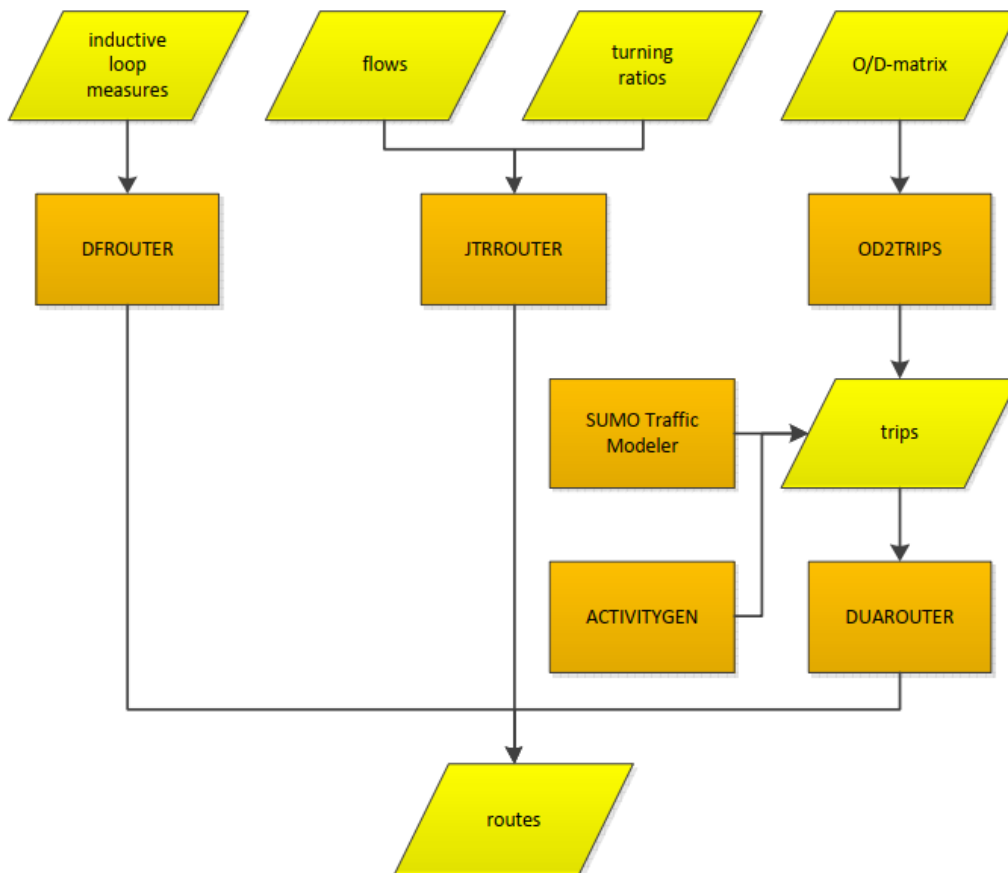 inductive
loop
measures
flows
turning
ratios
O/D-matrix
DFROUTER
JTRROUTER
OD2TRIPS
SUMO Traffic
Modeler
trips
ACTIVITYGEN
DUAROUTER
routes